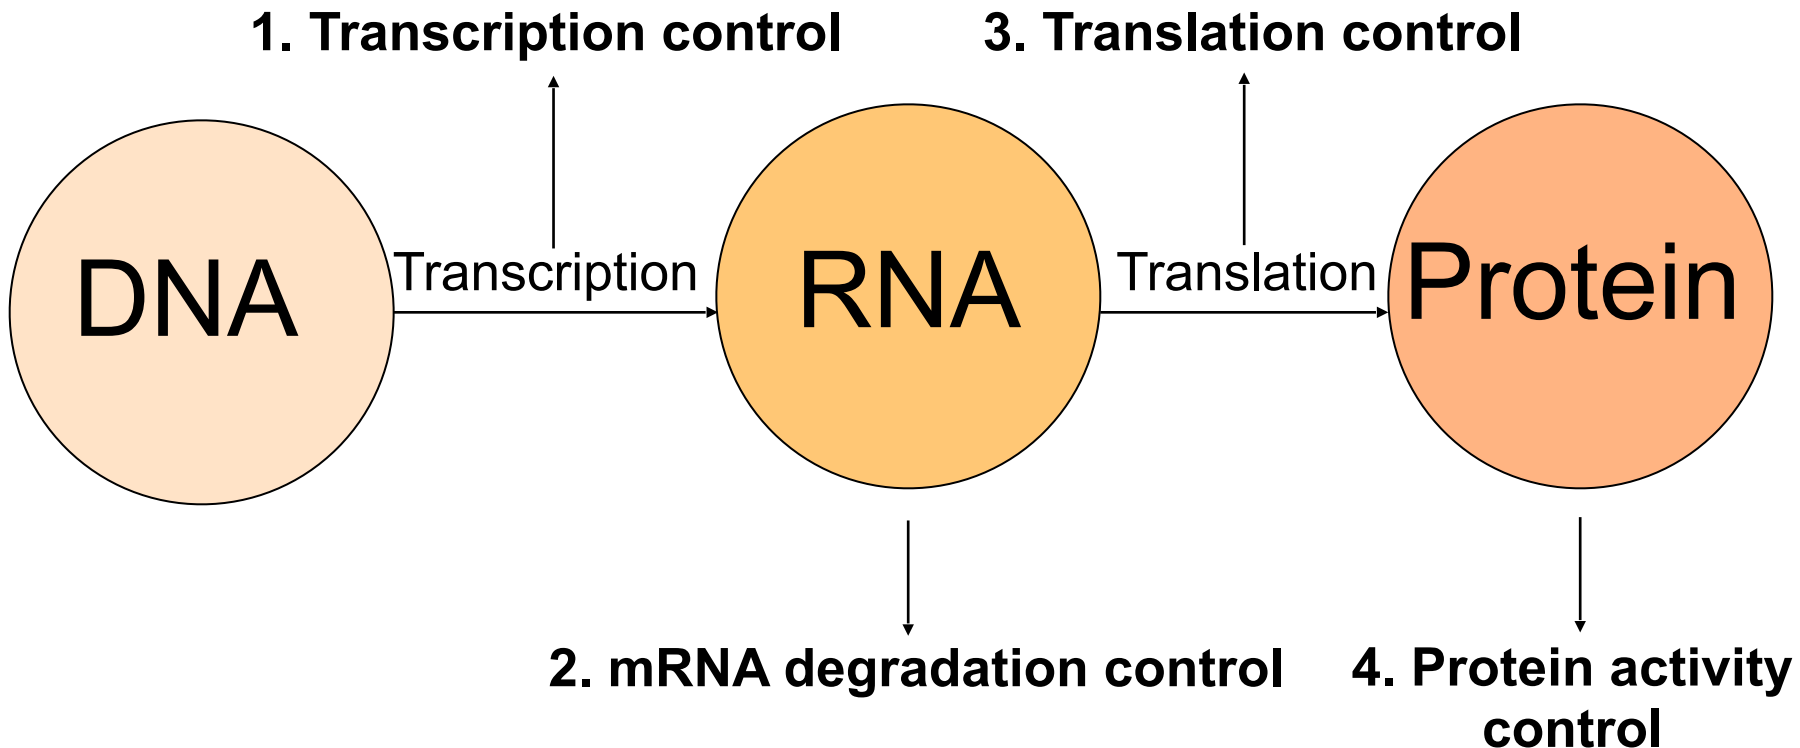 1. Transcription control
3. Translation control
DNA
Transcription
RNA
Translation
Protein
2. mRNA degradation control
4. Protein activity
control